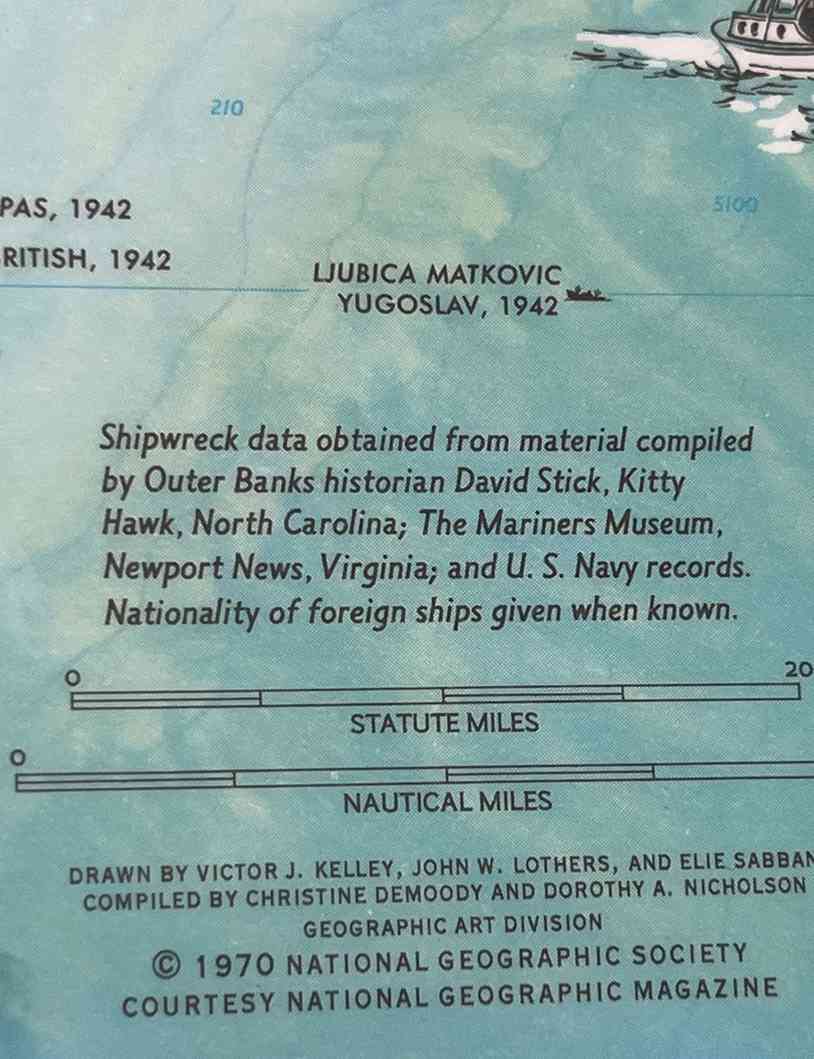 210
5100
PAS, 1942
RITISH, 1942
LJUBICA MATKOVIC
YUGOSLAV, 1942
Shipwreck data obtained from material compiled
by Outer Banks historian David Stick, Kitty
Hawk, North Carolina; The Mariners Museum,
Newport News, Virginia; and U. S. Navy records.
Nationality of foreign ships given when known.
0 20
STATUTE MILES
0
NAUTICAL MILES
DRAWN BY VICTOR J. KELLEY, JOHN W. LOTHERS, AND ELIE SABBAN
COMPILED BY CHRISTINE DEMOODY AND DOROTHY A. NICHOLSON
GEOGRAPHIC ART DIVISION
© 1970 NATIONAL GEOGRAPHIC SOCIETY
COURTESY NATIONAL GEOGRAPHIC MAGAZINE